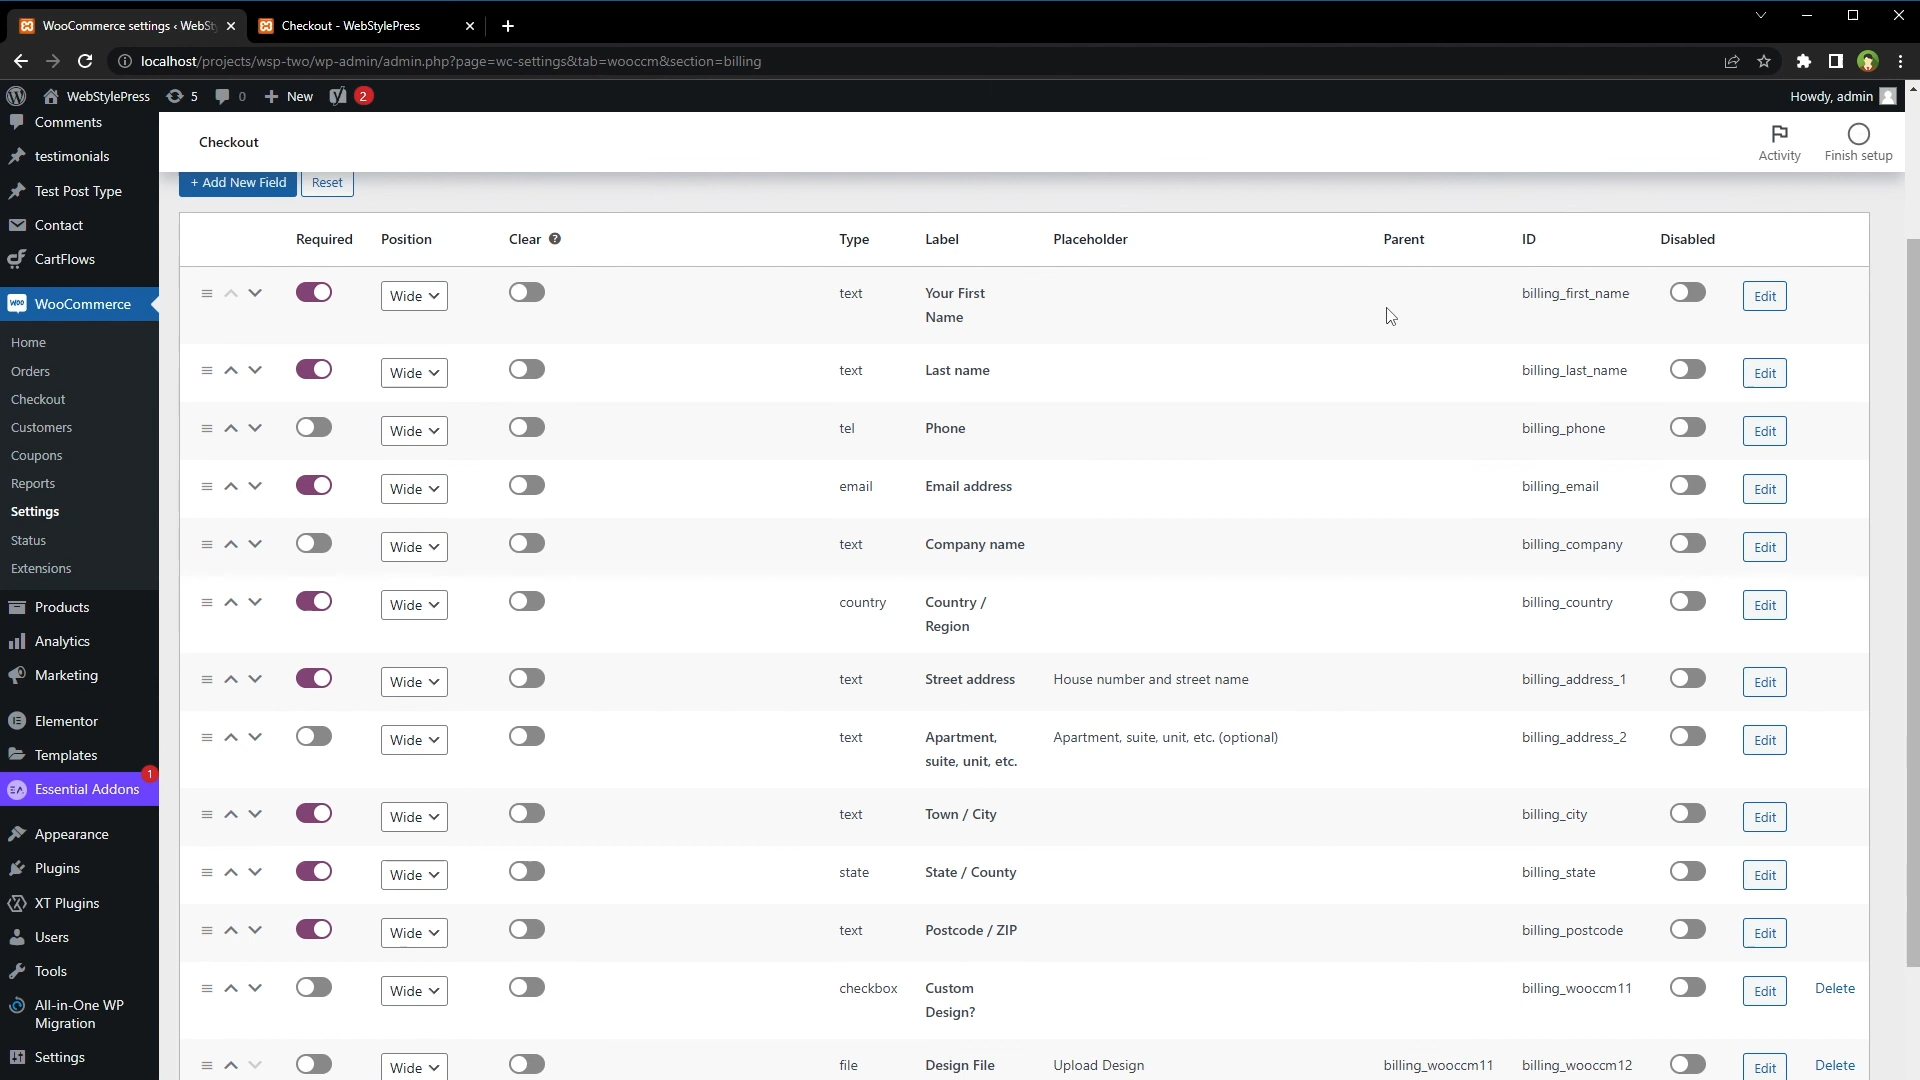 WooCommerce settings ‹ WebSt
Checkout - WebStylePress
localhost/projects/wsp-two/wp-admin/admin.php?page=wc-settings&tab=wooccm&section=billing
WebStylePress 5 0 New 2
Howdy, admin
Comments
testimonials
Test Post Type
Contact
CartFlows
WooCommerce
Home
Orders
Checkout
Customers
Coupons
Reports
Settings
Status
Extensions
Products
Analytics
Marketing
Elementor
Templates
Essential Addons 1
Appearance
Plugins
XT Plugins
Users
Tools
All-in-One WP
Migration
Settings
Checkout
Activity
Finish setup
+ Add New Field Reset
Required Position Clear ? Type Label Placeholder Parent ID Disabled
Wide text Your First billing_first_name Edit
Name
Wide text Last name billing_last_name Edit
Wide tel Phone billing_phone Edit
Wide email Email address billing_email Edit
Wide text Company name billing_company Edit
Wide country Country / billing_country Edit
Region
Wide text Street address House number and street name billing_address_1 Edit
Wide text Apartment, Apartment, suite, unit, etc. (optional) billing_address_2 Edit
suite, unit, etc.
Wide text Town / City billing_city Edit
Wide state State / County billing_state Edit
Wide text Postcode / ZIP billing_postcode Edit
Wide checkbox Custom billing_wooccm11 Edit Delete
Design?
Wide file Design File Upload Design billing_wooccm11 billing_wooccm12 Edit Delete